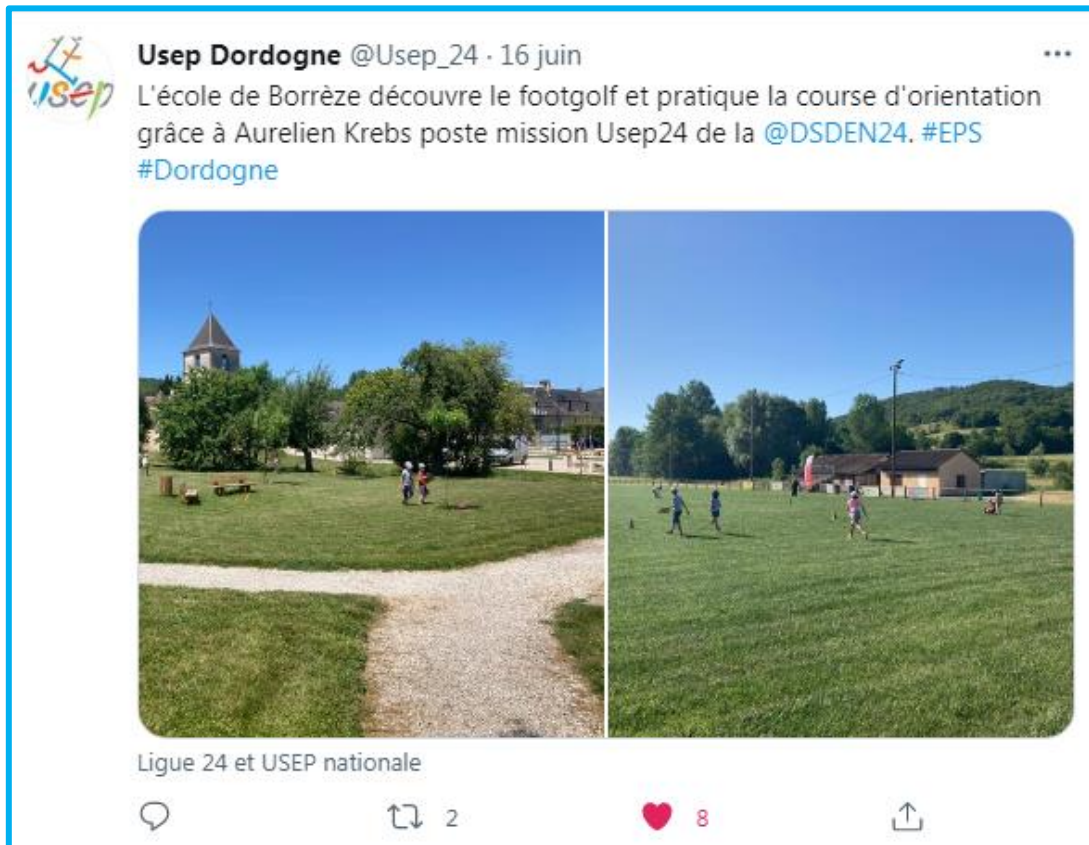 Usep Dordogne @Usep_24 · 16 juin
usep
L'école de Borrèze découvre le footgolf et pratique la course d'orientation
grâce à Aurelien Krebs poste mission Usep24 de la @DSDEN24. #EPS
#Dordogne
Ligue 24 et USEP nationale
2
8